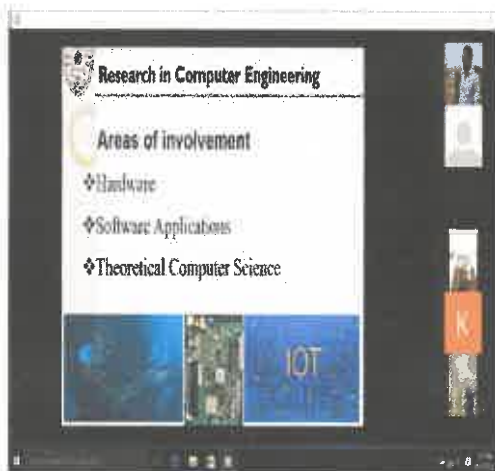 Research in Computer Engineering
Areas of involvement
❖Hardware
❖Software Applications
❖Theoretical Computer Science
IOT
K